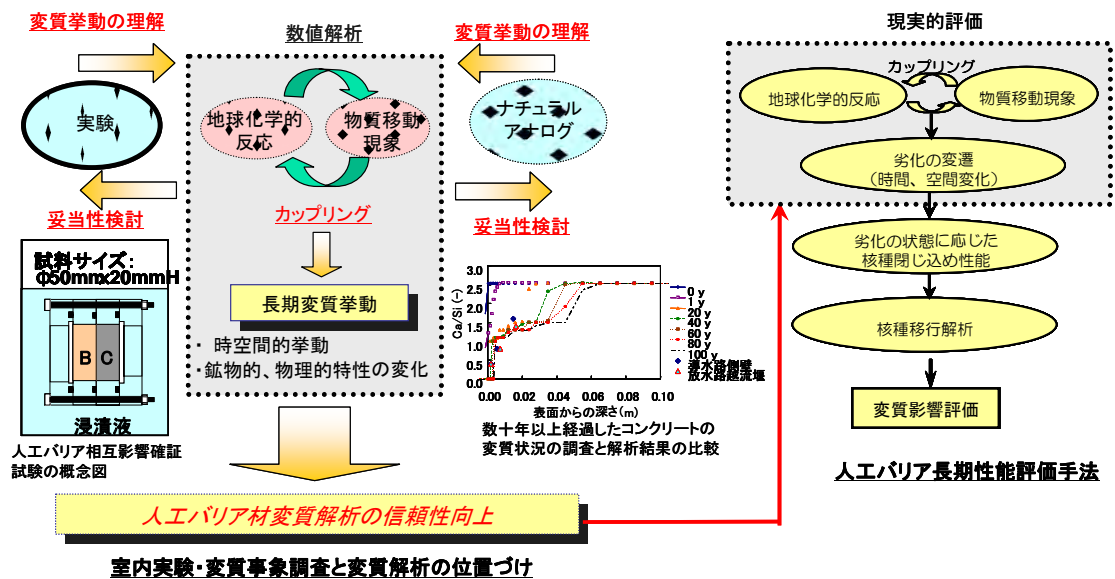 変質挙動の理解
数値解析
変質挙動の理解
実験
地球化学的
反応
物質移動
現象
ナチュラル
アナログ
妥当性検討
カップリング
妥当性検討
試料サイズ:
Φ50mmx20mmH
B
C
浸漬液
人工バリア相互影響確証
試験の概念図
長期変質挙動
・ 時空間的挙動
・鉱物的、物理的特性の変化
Ca/Si (-)
3.0
2.5
2.0
1.5
1.0
0.5
0.0
0.00
0.02
0.04
0.06
0.08
0.10
表面からの深さ(m)
0 y
1 y
20 y
40 y
60 y
80 y
100 y
導水路側壁
放水路越流堰
数十年以上経過したコンクリートの
変質状況の調査と解析結果の比較
人工バリア材変質解析の信頼性向上
室内実験・変質事象調査と変質解析の位置づけ
現実的評価
カップリング
地球化学的反応
物質移動現象
劣化の変遷
(時間、空間変化)
劣化の状態に応じた
核種閉じ込め性能
核種移行解析
変質影響評価
人工バリア長期性能評価手法